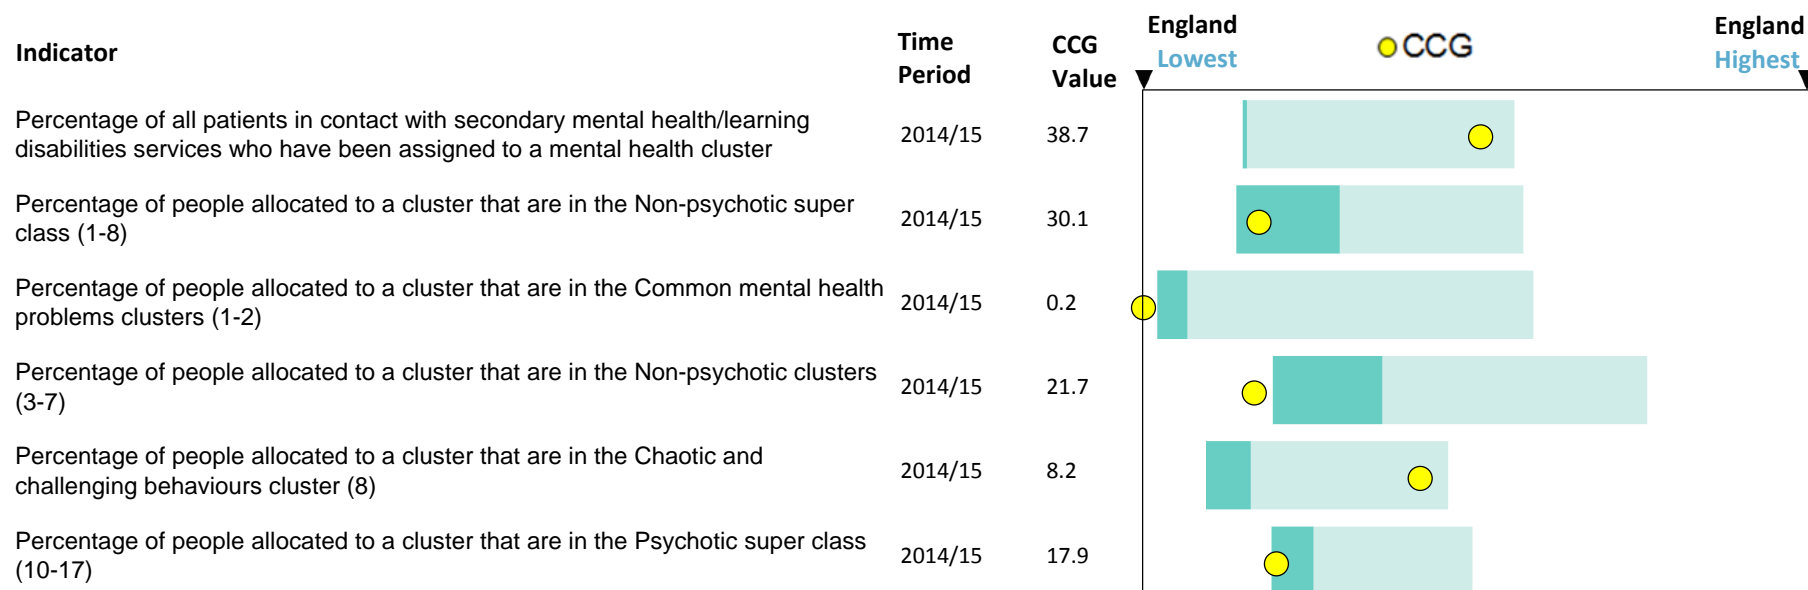 Indicator
Time
Period
CCG
Value
England
Lowest
CCG
England
Highest
Percentage of all patients in contact with secondary mental health/learning
disabilities services who have been assigned to a mental health cluster
2014/15
38.7
Percentage of people allocated to a cluster that are in the Non-psychotic super
class (1-8)
2014/15
30.1
Percentage of people allocated to a cluster that are in the Common mental health
problems clusters (1-2)
2014/15
0.2
Percentage of people allocated to a cluster that are in the Non-psychotic clusters
(3-7)
2014/15
21.7
Percentage of people allocated to a cluster that are in the Chaotic and
challenging behaviours cluster (8)
2014/15
8.2
Percentage of people allocated to a cluster that are in the Psychotic super class
(10-17)
2014/15
17.9